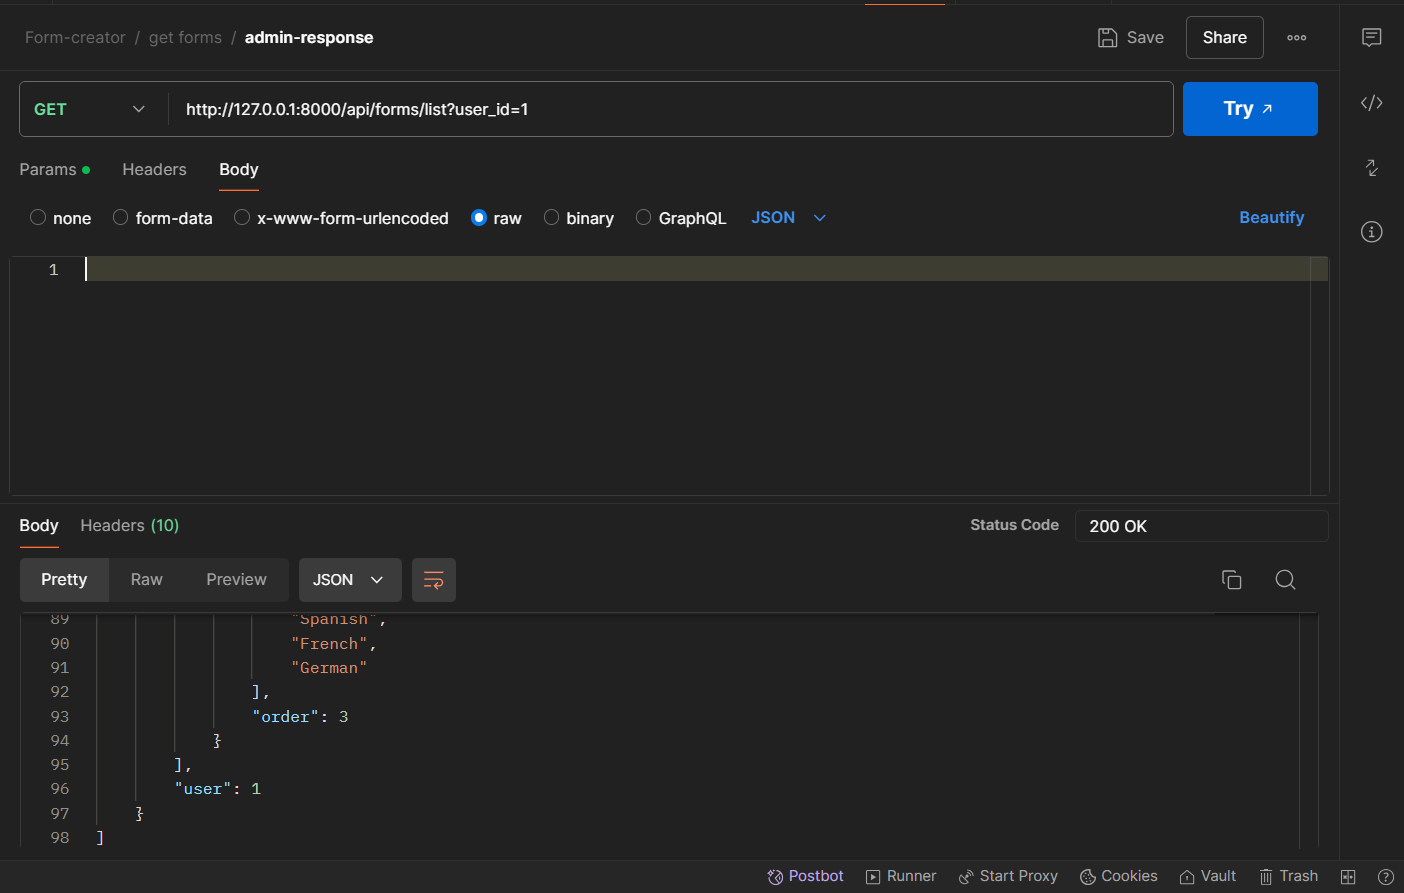 Form-creator / get forms / admin-response
Save
Share
GET
http://127.0.0.1:8000/api/forms/list?user_id=1
Try
Params
Headers
Body
none
form-data
x-www-form-urlencoded
raw
binary
GraphQL
JSON
Beautify
1
Body
Headers (10)
Status Code
200 OK
Pretty
Raw
Preview
JSON
89 "Spanish",
90 "French",
91 "German"
92 ],
93 "order": 3
94 }
95 ],
96 "user": 1
97 }
98 ]
Postbot
Runner
Start Proxy
Cookies
Vault
Trash